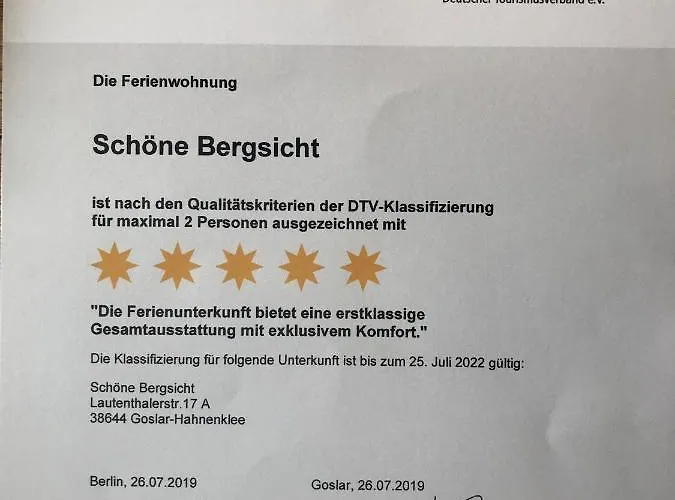 Deutscher Tourismusverband e.V.
Die Ferienwohnung
Schöne Bergsicht
ist nach den Qualitätskriterien der DTV-Klassifizierung
für maximal 2 Personen ausgezeichnet mit
"Die Ferienunterkunft bietet eine erstklassige
Gesamtausstattung mit exklusivem Komfort."
Die Klassifizierung für folgende Unterkunft ist bis zum 25. Juli 2022 gültig:
Schöne Bergsicht
Lautenthalerstr.17 A
38644 Goslar-Hahnenklee
Berlin, 26.07.2019
Goslar, 26.07.2019